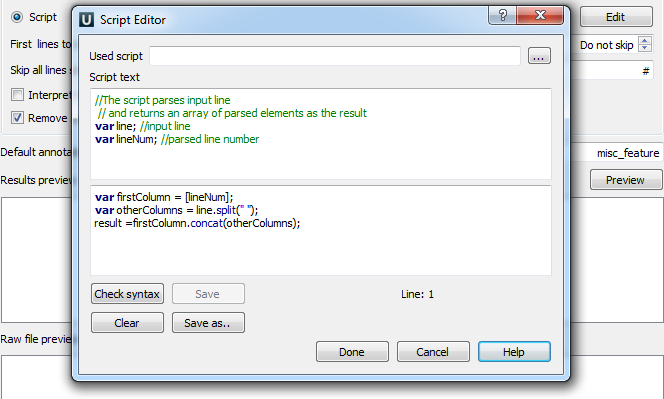 Script
Edit
First lines to
Do not skip
Skip all lines s
#
Interpret
Remove
Default annota
misc_feature
Results preview
Preview
Raw file preview
U Script Editor
?
X
Used script
...
Script text
//The script parses input line
// and returns an array of parsed elements as the result
var line; //input line
var lineNum; //parsed line number
var firstColumn = [lineNum];
var otherColumns = line.split(" ");
result =firstColumn.concat(otherColumns);
Check syntax
Save
Line: 1
Clear
Save as..
Done
Cancel
Help